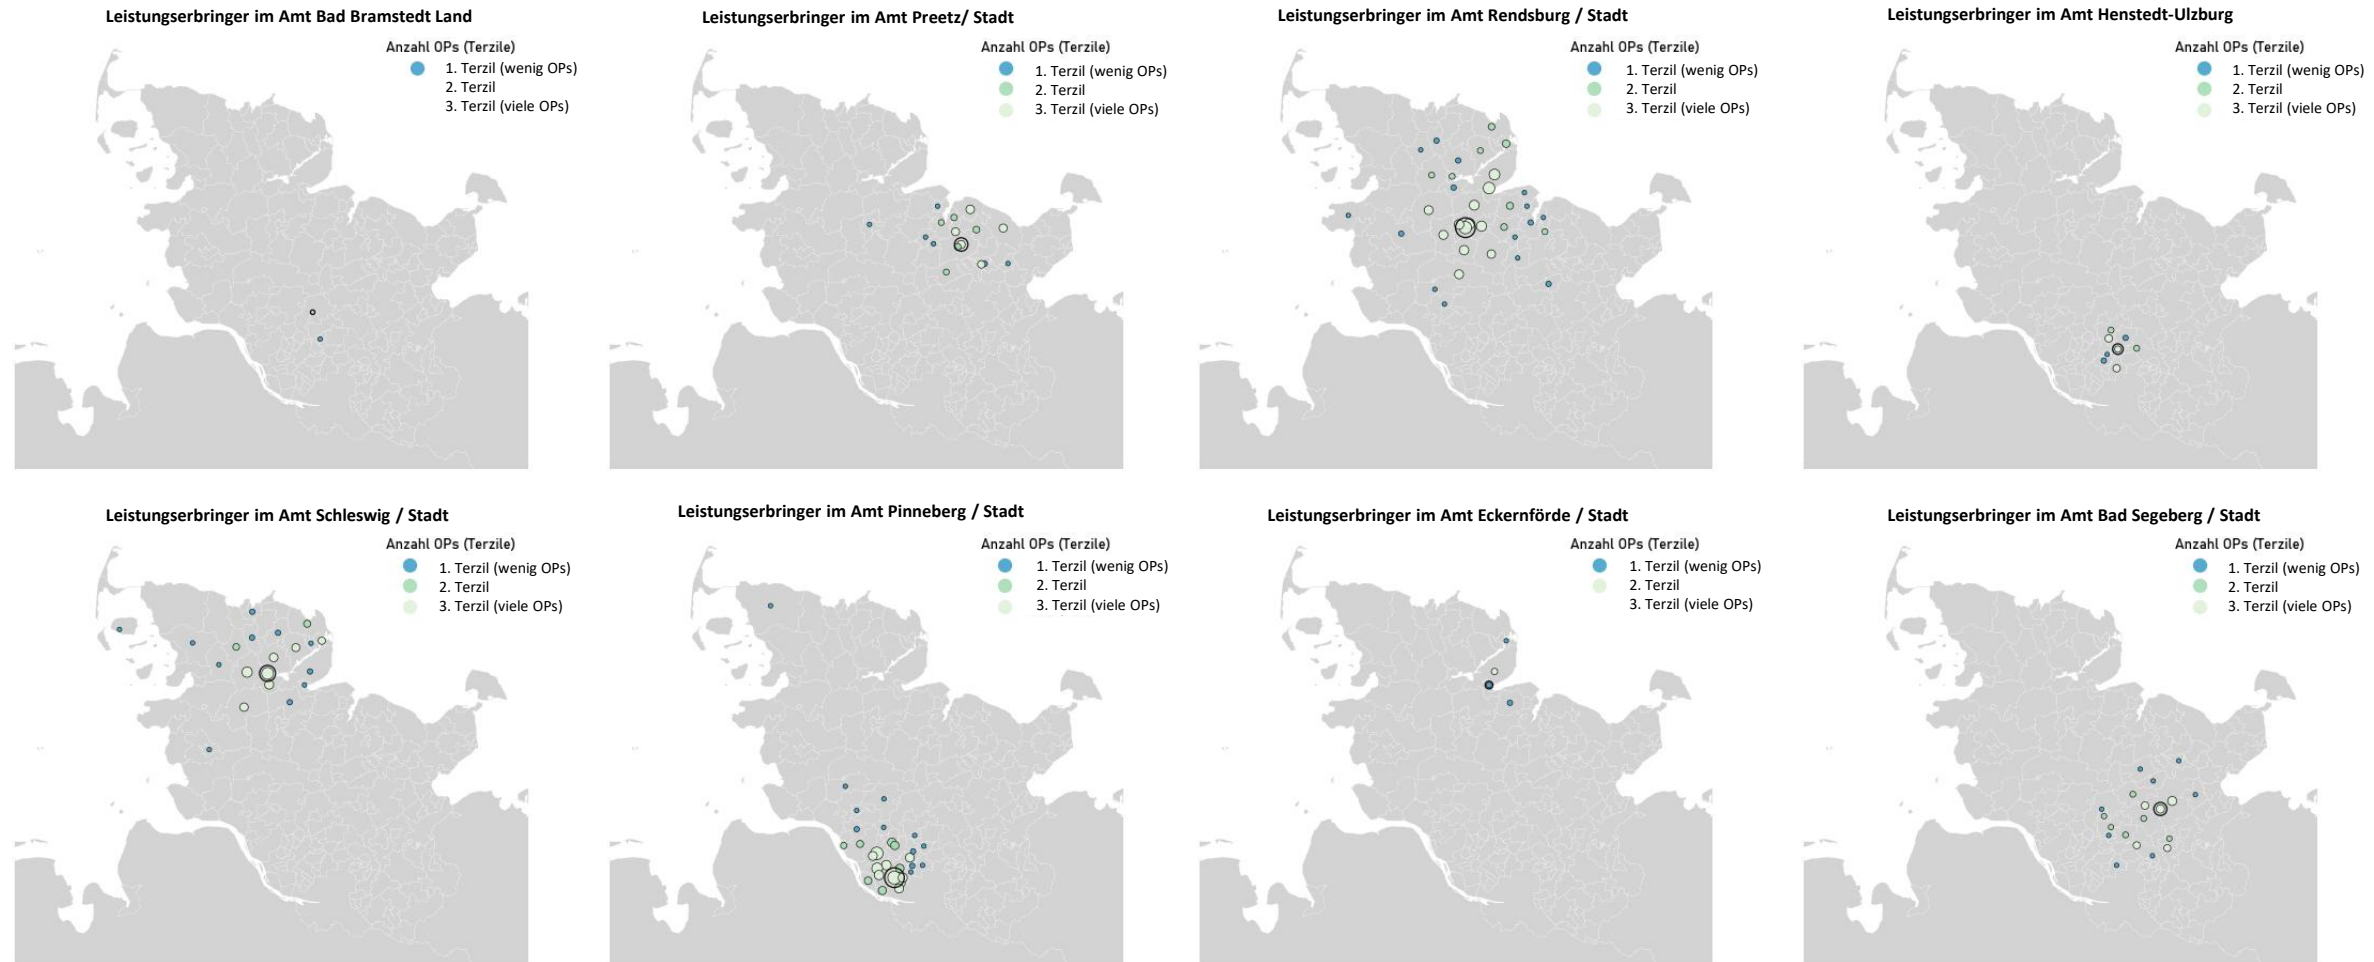 Leistungserbringer im Amt Bad Bramstedt Land
Anzahl OPs (Terzile)
1. Terzil (wenig OPs)
2. Terzil
3. Terzil (viele OPs)
Leistungserbringer im Amt Preetz/ Stadt
Anzahl OPs (Terzile)
1. Terzil (wenig OPs)
2. Terzil
3. Terzil (viele OPs)
Leistungserbringer im Amt Rendsburg / Stadt
Anzahl OPs (Terzile)
1. Terzil (wenig OPs)
2. Terzil
3. Terzil (viele OPs)
Leistungserbringer im Amt Henstedt-Ulzburg
Anzahl OPs (Terzile)
1. Terzil (wenig OPs)
2. Terzil
3. Terzil (viele OPs)
Leistungserbringer im Amt Schleswig / Stadt
Anzahl OPs (Terzile)
1. Terzil (wenig OPs)
2. Terzil
3. Terzil (viele OPs)
Leistungserbringer im Amt Pinneberg / Stadt
Anzahl OPs (Terzile)
1. Terzil (wenig OPs)
2. Terzil
3. Terzil (viele OPs)
Leistungserbringer im Amt Eckernförde / Stadt
Anzahl OPs (Terzile)
1. Terzil (wenig OPs)
2. Terzil
3. Terzil (viele OPs)
Leistungserbringer im Amt Bad Segeberg / Stadt
Anzahl OPs (Terzile)
1. Terzil (wenig OPs)
2. Terzil
3. Terzil (viele OPs)